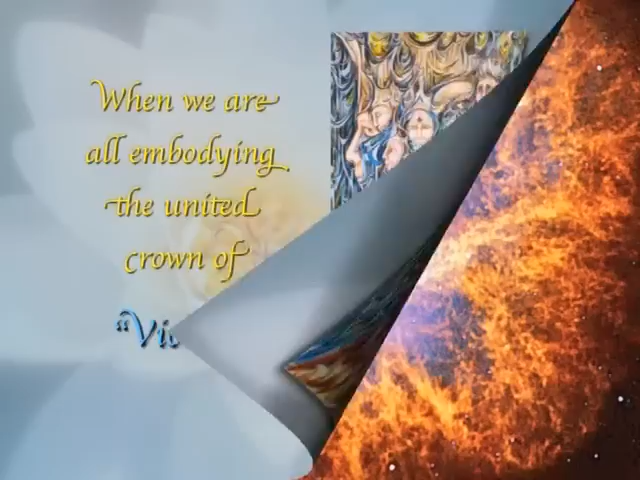 When we are
all embodying
the united
crown of